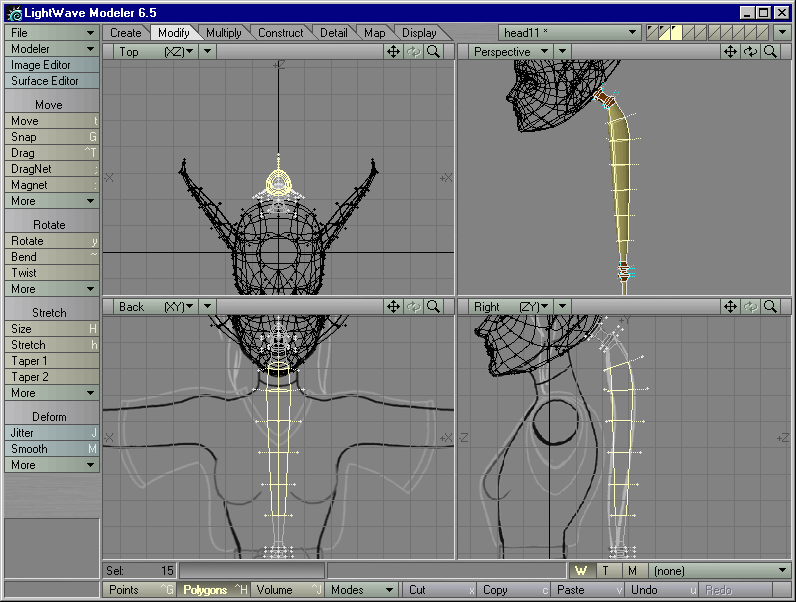 LightWave Modeler 6.5
File
Modeler
Image Editor
Surface Editor
Move
Move t
Snap G
Drag ^T
DragNet ;
Magnet :
More
Rotate
Rotate y
Bend ~
Twist
More
Stretch
Size H
Stretch h
Taper 1
Taper 2
More
Deform
Jitter J
Smooth M
More
Create Modify Multiply Construct Detail Map Display head11 *
Top (XZ)
Perspective
+Z
-X +X
Back (XY)
Right (ZY)
-X +X
-Z +Z
Sel: 15
W T M (none)
Points ^G Polygons ^H Volume ^J Modes Cut x Copy c Paste v Undo u Redo